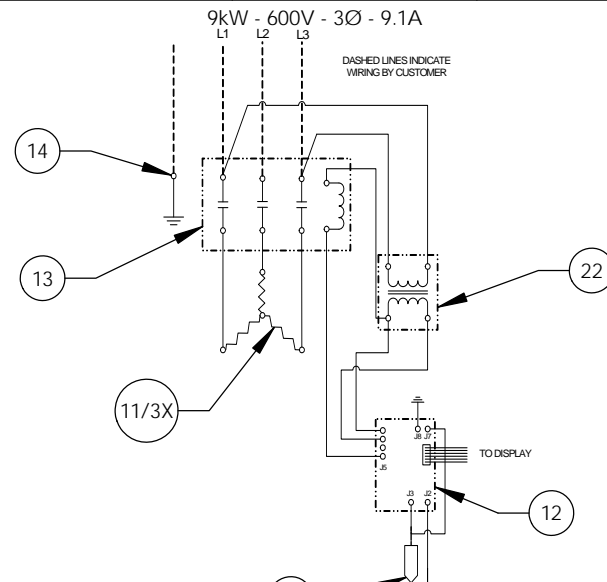 9kW - 600V - 3Ø - 9.1A
L1 L2 L3
DASHED LINES INDICATE
WIRING BY CUSTOMER
14
13
22
11/3X
J8 J7
TO DISPLAY
J5
J3 J2
12